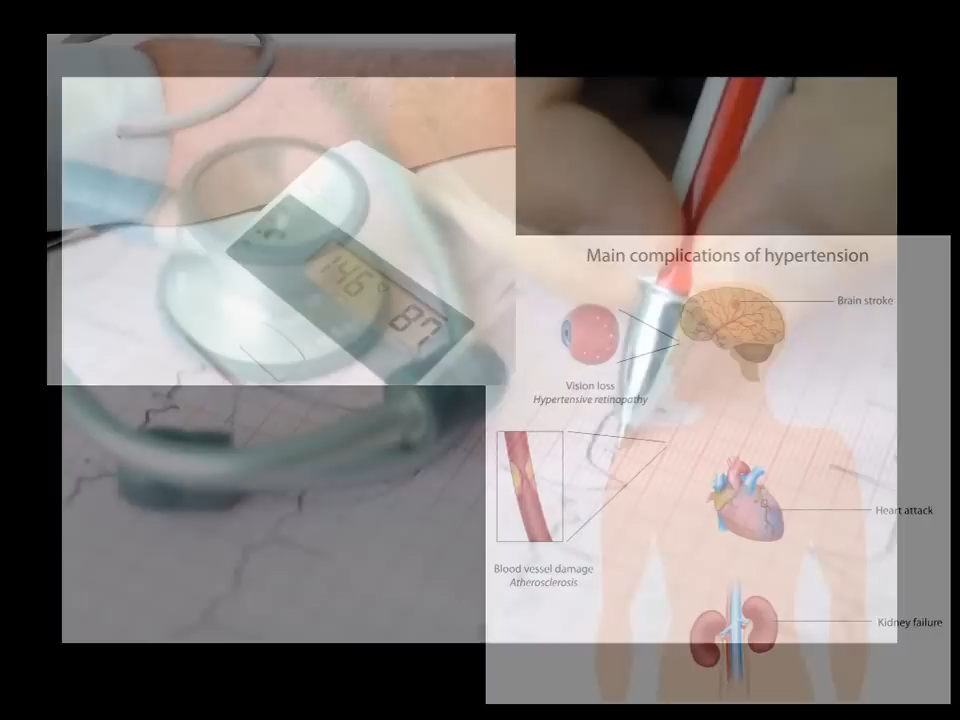 146
87
Main complications of hypertension
Brain stroke
Vision loss
Hypertensive retinopathy
Heart attack
Blood vessel damage
Atherosclerosis
Kidney failure